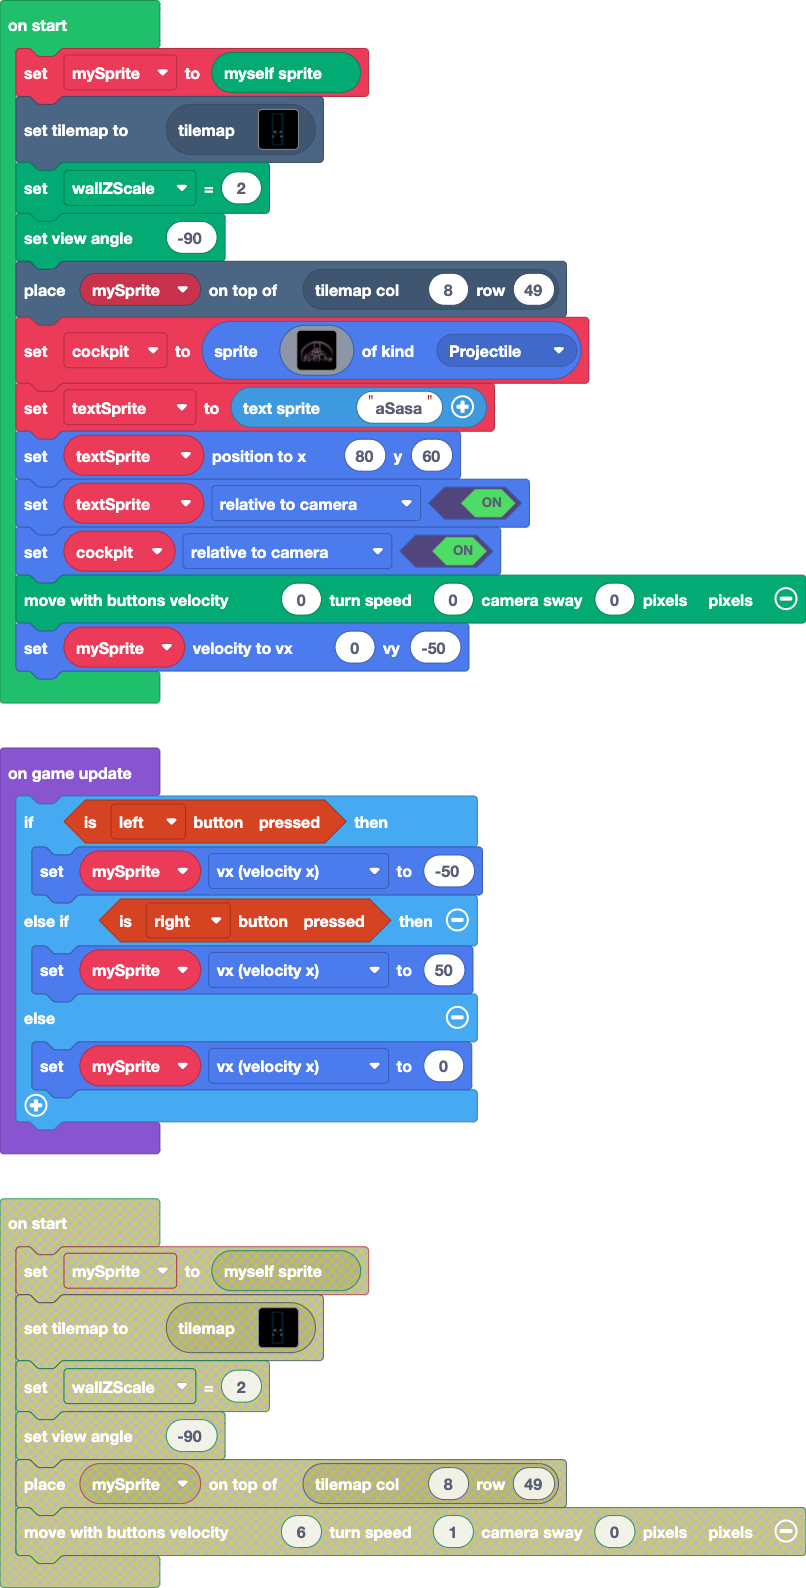 on start
set mySprite to myself sprite
set tilemap to tilemap
set wallZScale = 2
set view angle -90
place mySprite on top of tilemap col 8 row 49
set cockpit to sprite of kind Projectile
set textSprite to text sprite "aSasa"
set textSprite position to x 80 y 60
set textSprite relative to camera ON
set cockpit relative to camera ON
move with buttons velocity 0 turn speed 0 camera sway 0 pixels pixels
set mySprite velocity to vx 0 vy -50
on game update
if is left button pressed then
set mySprite vx (velocity x) to -50
else if is right button pressed then
set mySprite vx (velocity x) to 50
else
set mySprite vx (velocity x) to 0
on start
set mySprite to myself sprite
set tilemap to tilemap
set wallZScale = 2
set view angle -90
place mySprite on top of tilemap col 8 row 49
move with buttons velocity 6 turn speed 1 camera sway 0 pixels pixels